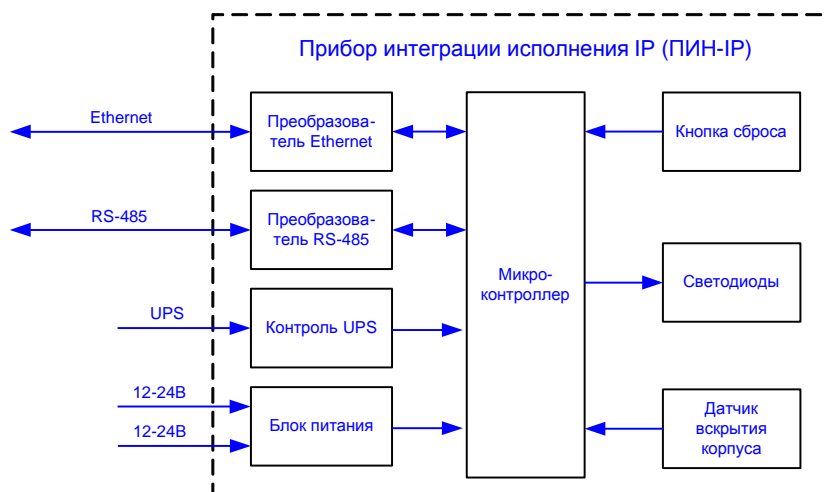 Прибор интеграции исполнения IP (ПИН-IP)
Ethernet
Преобразова-
тель Ethernet
Кнопка сброса
RS-485
Преобразова-
тель RS-485
Микро-
контроллер
Светодиоды
UPS
Контроль UPS
12-24В
12-24В
Блок питания
Датчик
вскрытия
корпуса